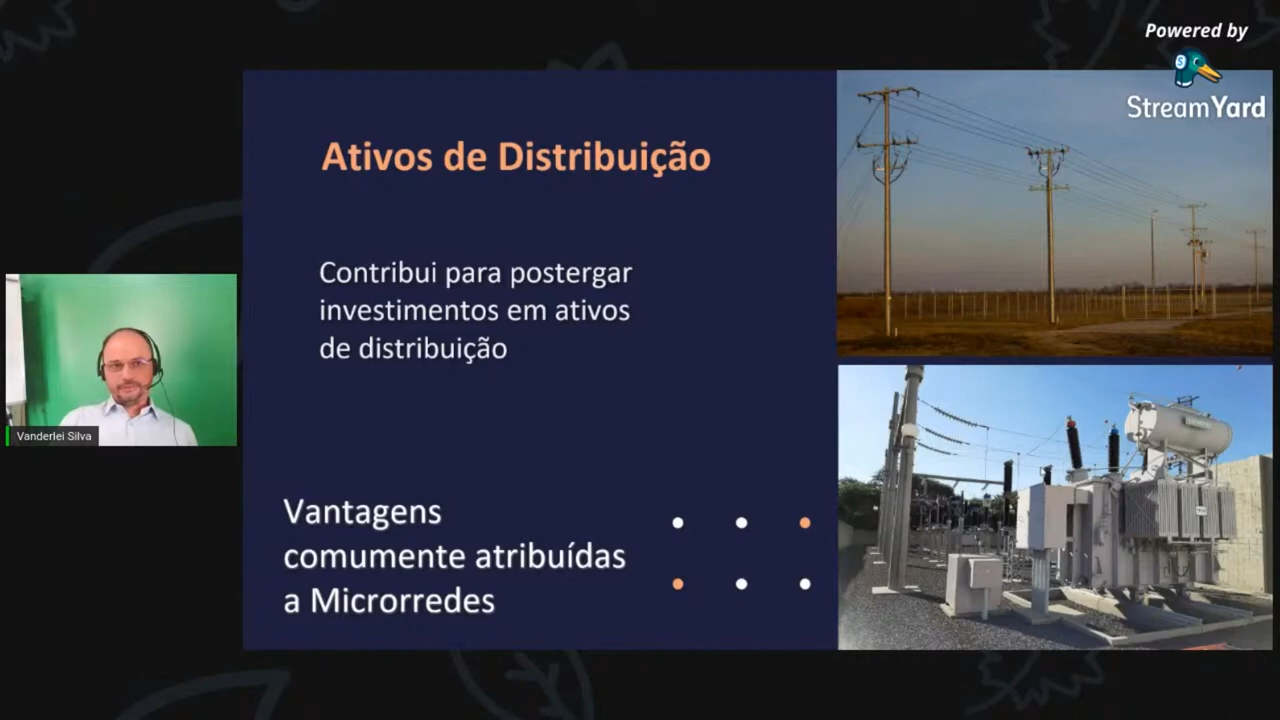 Powered by
StreamYard
Ativos de Distribuição
Contribui para postergar
investimentos em ativos
de distribuição
Vanderlei Silva
Vantagens
comumente atribuídas
a Microrredes